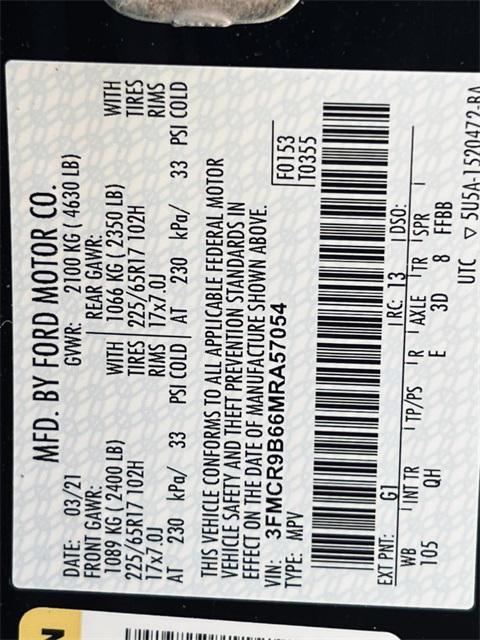 MFD. BY FORD MOTOR CO.
DATE: 03/21 GVWR: 2100 KG ( 4630 LB)
FRONT GAWR: REAR GAWR:
1089 KG ( 2400 LB) WITH 1066 KG ( 2350 LB) WITH
225/65R17 102H TIRES 225/65R17 102H TIRES
17x7.0J RIMS 17x7.0J RIMS
AT 230 kPa/ 33 PSI COLD AT 230 kPa/ 33 PSI COLD
THIS VEHICLE CONFORMS TO ALL APPLICABLE FEDERAL MOTOR
VEHICLE SAFETY AND THEFT PREVENTION STANDARDS IN
EFFECT ON THE DATE OF MANUFACTURE SHOWN ABOVE.
VIN: 3FMCR9B66MRA57054 F0153
TYPE: MPV T0355
EXT PNT: G1 RC: 13 DSO:
WB INT TR TP/PS R AXLE TR SPR
105 QH E 3D 8 FFBB
UTC ▽ 5U5A-1520472-BA
N